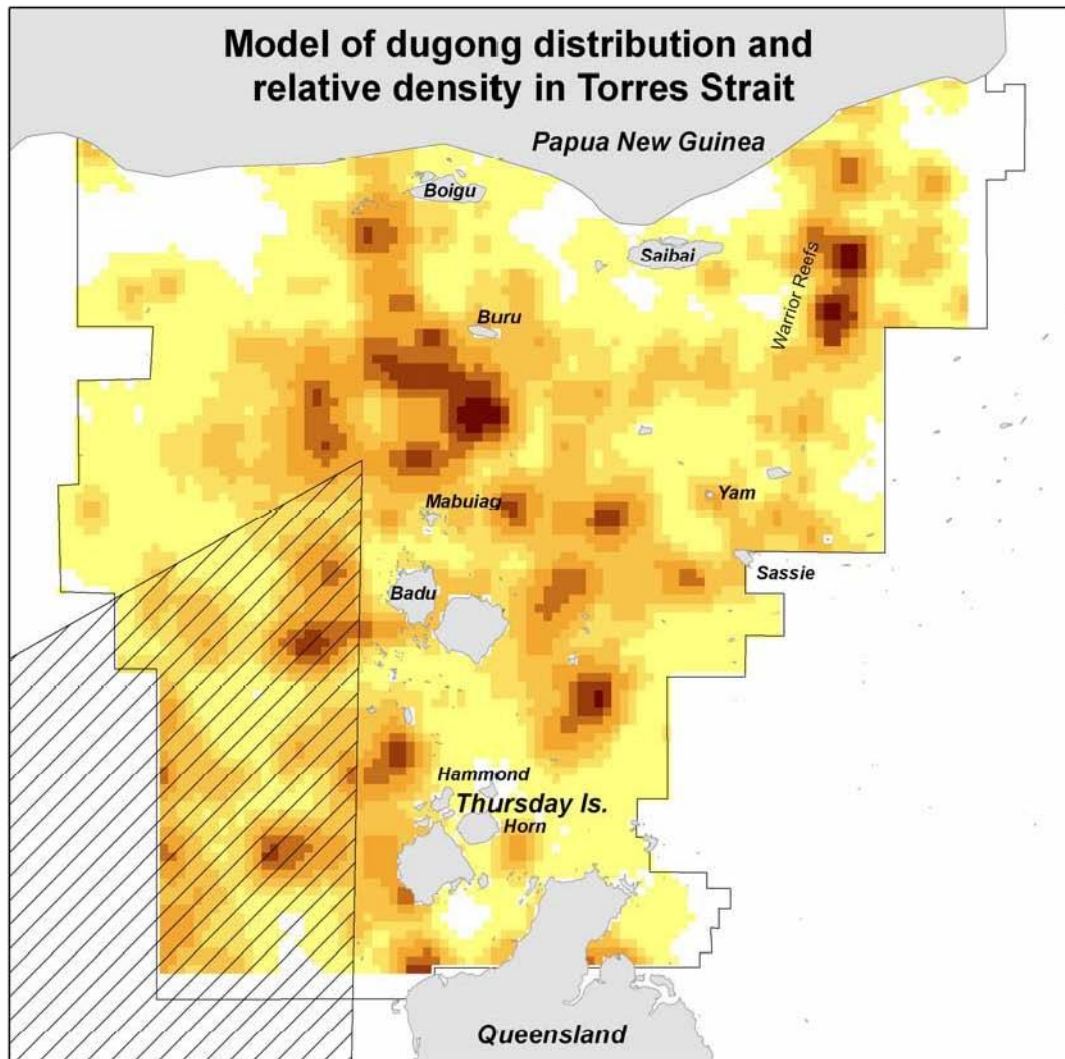 Model of dugong distribution and
relative density in Torres Strait
Papua New Guinea
Boigu
Saibai
Warrior Reefs
Buru
Mabuiag
Yam
Sassie
Badu
Hammond
Thursday Is.
Horn
Queensland